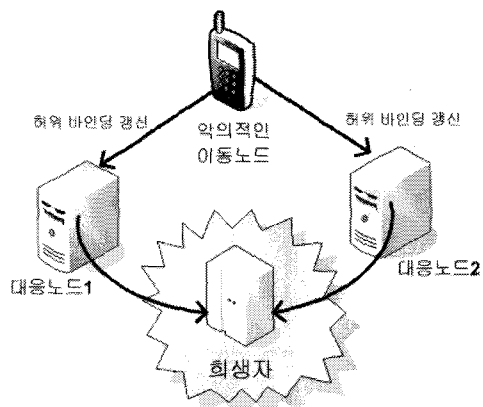 허위 바인딩 갱신
악의적인
이동노드
허위 바인딩 갱신
대응노드1
대응노드2
희생자